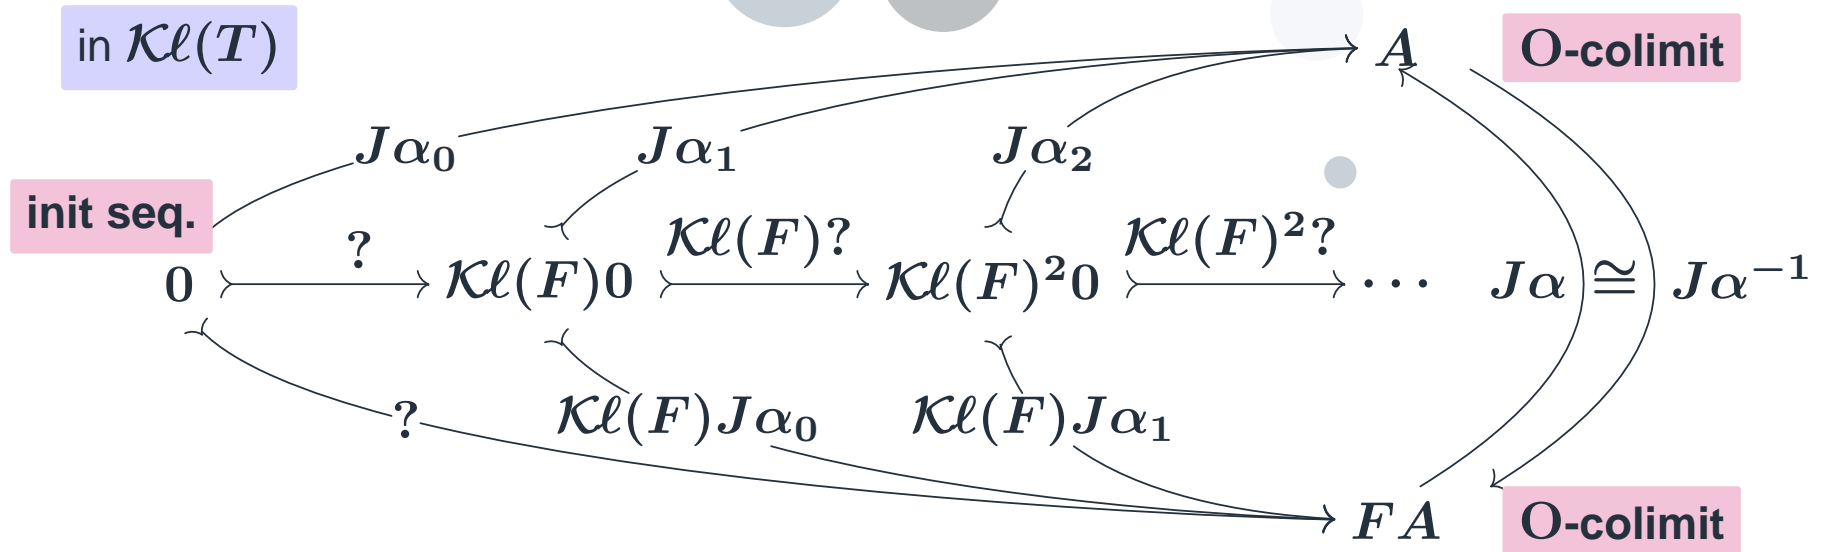 in 𝒦ℓ(T)
A O-colimit
Jα₀ Jα₁ Jα₂
init seq.
? 𝒦ℓ(F)? 𝒦ℓ(F)²?
0 𝒦ℓ(F)0 𝒦ℓ(F)²0 ⋯ Jα ≅ Jα⁻¹
? 𝒦ℓ(F)Jα₀ 𝒦ℓ(F)Jα₁
FA O-colimit